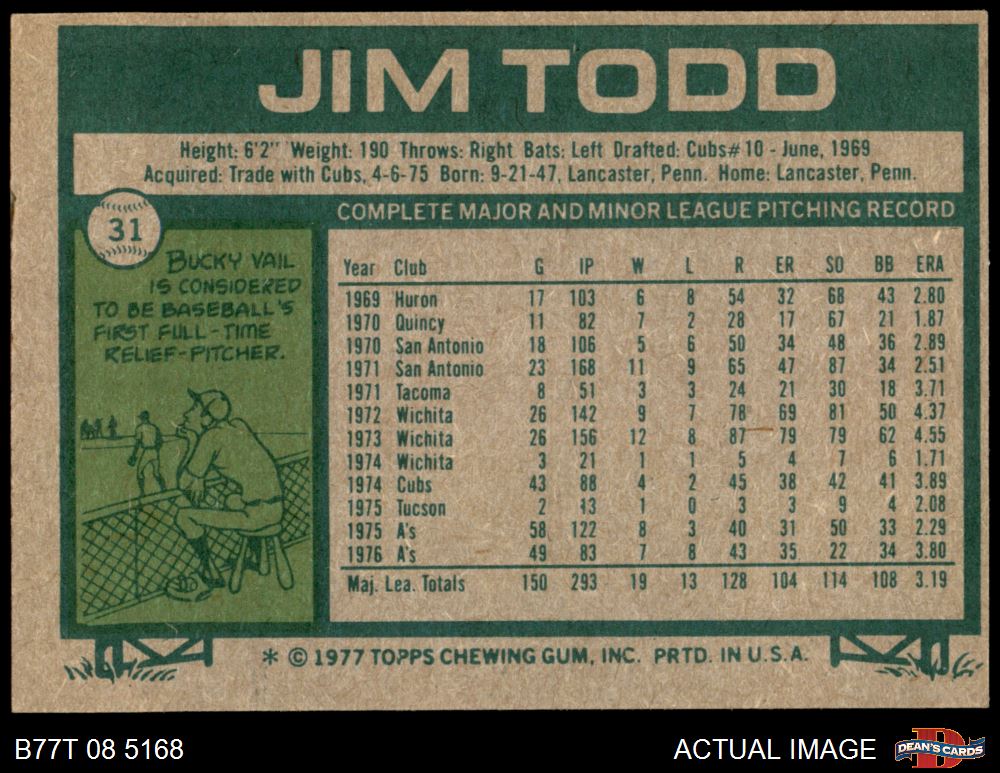 JIM TODD
Height: 6'2" Weight: 190 Throws: Right Bats: Left Drafted: Cubs#10 - June, 1969
Acquired: Trade with Cubs, 4-6-75 Born: 9-21-47, Lancaster, Penn. Home: Lancaster, Penn.
31
BUCKY VAIL
IS CONSIDERED
TO BE BASEBALL'S
FIRST FULL-TIME
RELIEF-PITCHER.
COMPLETE MAJOR AND MINOR LEAGUE PITCHING RECORD
Year Club G IP W L R ER SO BB ERA
1969 Huron 17 103 6 8 54 32 68 43 2.80
1970 Quincy 11 82 7 2 28 17 67 21 1.87
1970 San Antonio 18 106 5 6 50 34 48 36 2.89
1971 San Antonio 23 168 11 9 65 47 87 34 2.51
1971 Tacoma 8 51 3 3 24 21 30 18 3.71
1972 Wichita 26 142 9 7 78 69 81 50 4.37
1973 Wichita 26 156 12 8 87 79 79 62 4.55
1974 Wichita 3 21 1 1 5 4 7 6 1.71
1974 Cubs 43 88 4 2 45 38 42 41 3.89
1975 Tucson 2 13 1 0 3 3 9 4 2.08
1975 A's 58 122 8 3 40 31 50 33 2.29
1976 A's 49 83 7 8 43 35 22 34 3.80
Maj. Lea. Totals 150 293 19 13 128 104 114 108 3.19
* © 1977 TOPPS CHEWING GUM, INC. PRTD. IN U.S.A.
B77T 08 5168
ACTUAL IMAGE
D
DEAN'S CARDS